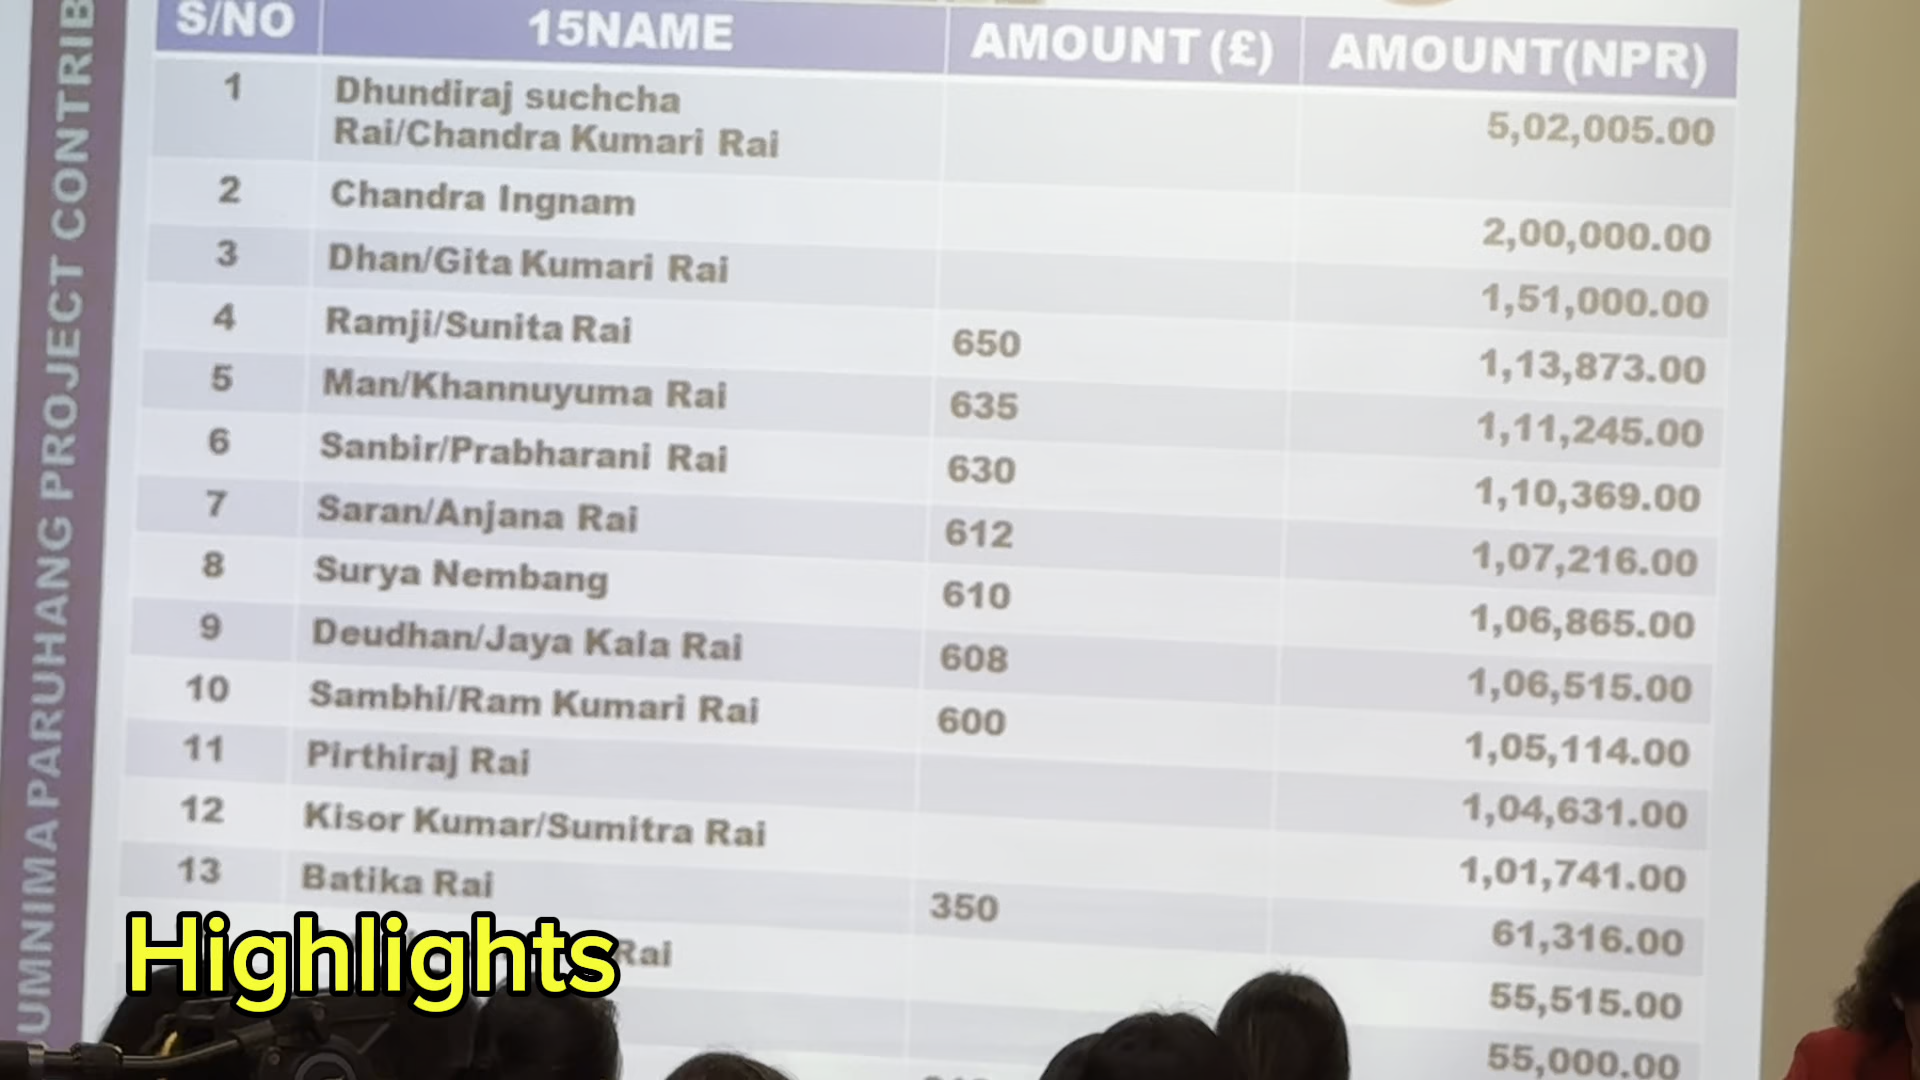 UMNIMA PARUHANG PROJECT CONTRIB
S/NO 15NAME AMOUNT (£) AMOUNT(NPR)
1 Dhundiraj suchcha
Rai/Chandra Kumari Rai 5,02,005.00
2 Chandra Ingnam 2,00,000.00
3 Dhan/Gita Kumari Rai 1,51,000.00
4 Ramji/Sunita Rai 650 1,13,873.00
5 Man/Khannuyuma Rai 635 1,11,245.00
6 Sanbir/Prabharani Rai 630 1,10,369.00
7 Saran/Anjana Rai 612 1,07,216.00
8 Surya Nembang 610 1,06,865.00
9 Deudhan/Jaya Kala Rai 608 1,06,515.00
10 Sambhi/Ram Kumari Rai 600 1,05,114.00
11 Pirthiraj Rai 1,04,631.00
12 Kisor Kumar/Sumitra Rai 1,01,741.00
13 Batika Rai 350 61,316.00
Rai 55,515.00
55,000.00
Highlights